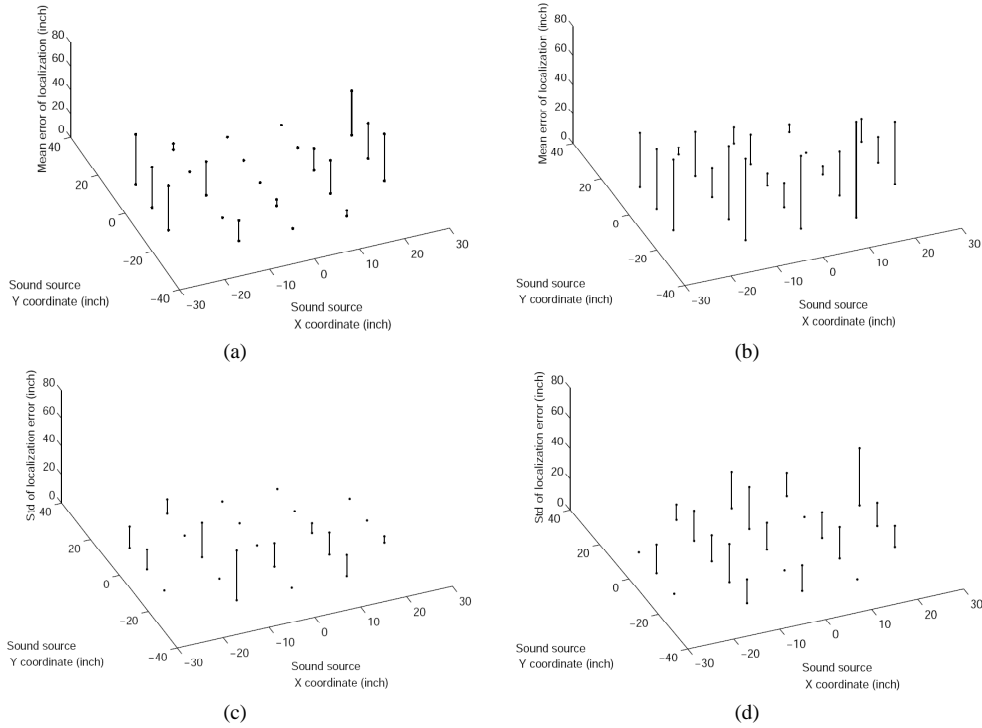 Mean error of localization (inch)
80
60
40
20
0
40
20
0
−20
−40
−30
−20
−10
0
10
20
30
Sound source
Y coordinate (inch)
Sound source
X coordinate (inch)
(a)
Mean error of localization (inch)
80
60
40
20
0
40
20
0
−20
−40
−30
−20
−10
0
10
20
30
Sound source
Y coordinate (inch)
Sound source
X coordinate (inch)
(b)
Std of localization error (inch)
80
60
40
20
0
40
20
0
−20
−40
−30
−20
−10
0
10
20
30
Sound source
Y coordinate (inch)
Sound source
X coordinate (inch)
(c)
Std of localization error (inch)
80
60
40
20
0
40
20
0
−20
−40
−30
−20
−10
0
10
20
30
Sound source
Y coordinate (inch)
Sound source
X coordinate (inch)
(d)